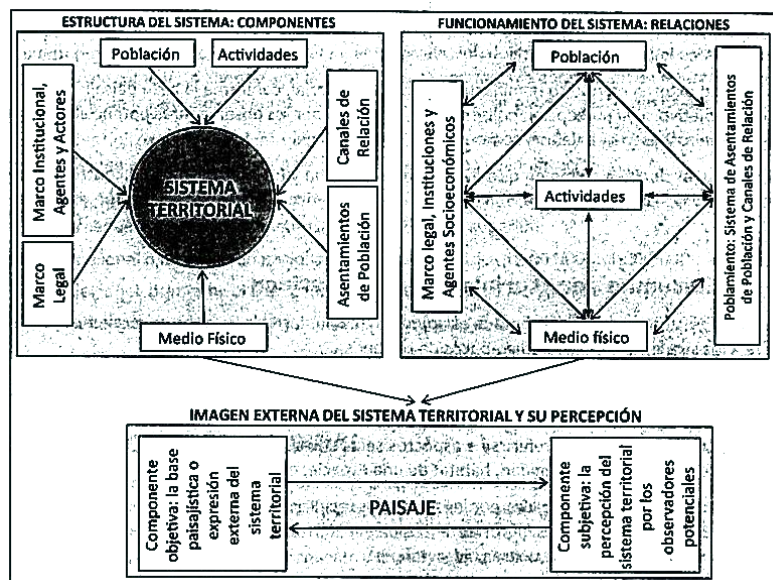 ESTRUCTURA DEL SISTEMA: COMPONENTES
Población
Actividades
Marco Institucional,
Agentes y Actores
Marco
Legal
SISTEMA
TERRITORIAL
Canales de
Relación
Asentamientos
de Población
Medio Físico
FUNCIONAMIENTO DEL SISTEMA: RELACIONES
Población
Marco legal, Instituciones y
Agentes Socioeconómicos
Actividades
Poblamiento: Sistema de Asentamientos
de Población y Canales de Relación
Medio físico
IMAGEN EXTERNA DEL SISTEMA TERRITORIAL Y SU PERCEPCIÓN
Componente
objetiva: la base
paisajística o
expresión
externa del
sistema
territorial
PAISAJE
Componente
subjetiva: la
percepción del
sistema territorial
por los
observadores
potenciales